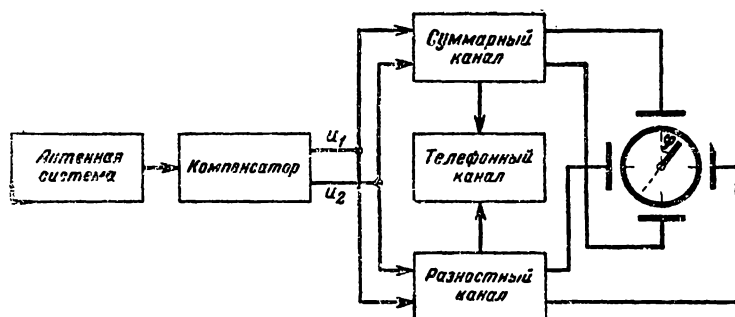 Суммарный
канал
Антенная
система
Компенсатор
u1
u2
Телефонный
канал
Разностный
канал